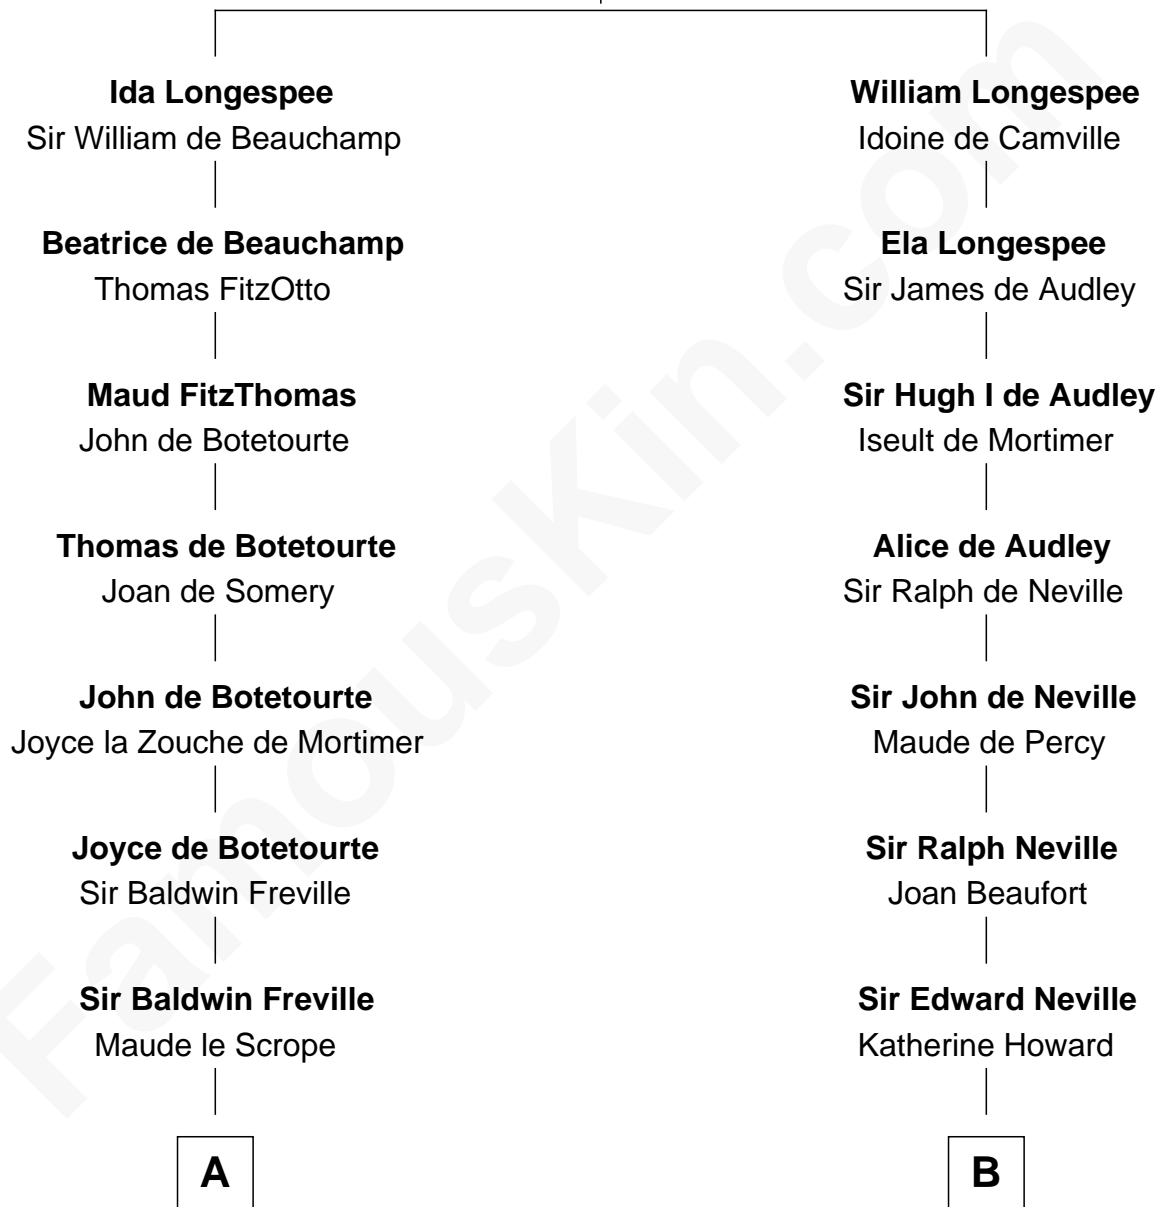 Ida Longespee
Sir William de Beauchamp
Beatrice de Beauchamp
Thomas FitzOtto
Maud FitzThomas
John de Botetourte
Thomas de Botetourte
Joan de Somery
John de Botetourte
Joyce la Zouche de Mortimer
Joyce de Botetourte
Sir Baldwin Freville
Sir Baldwin Freville
Maude le Scrope
A
William Longespee
Idoine de Camville
Ela Longespee
Sir James de Audley
Sir Hugh I de Audley
Iseult de Mortimer
Alice de Audley
Sir Ralph de Neville
Sir John de Neville
Maude de Percy
Sir Ralph Neville
Joan Beaufort
Sir Edward Neville
Katherine Howard
B
FamousKin.com